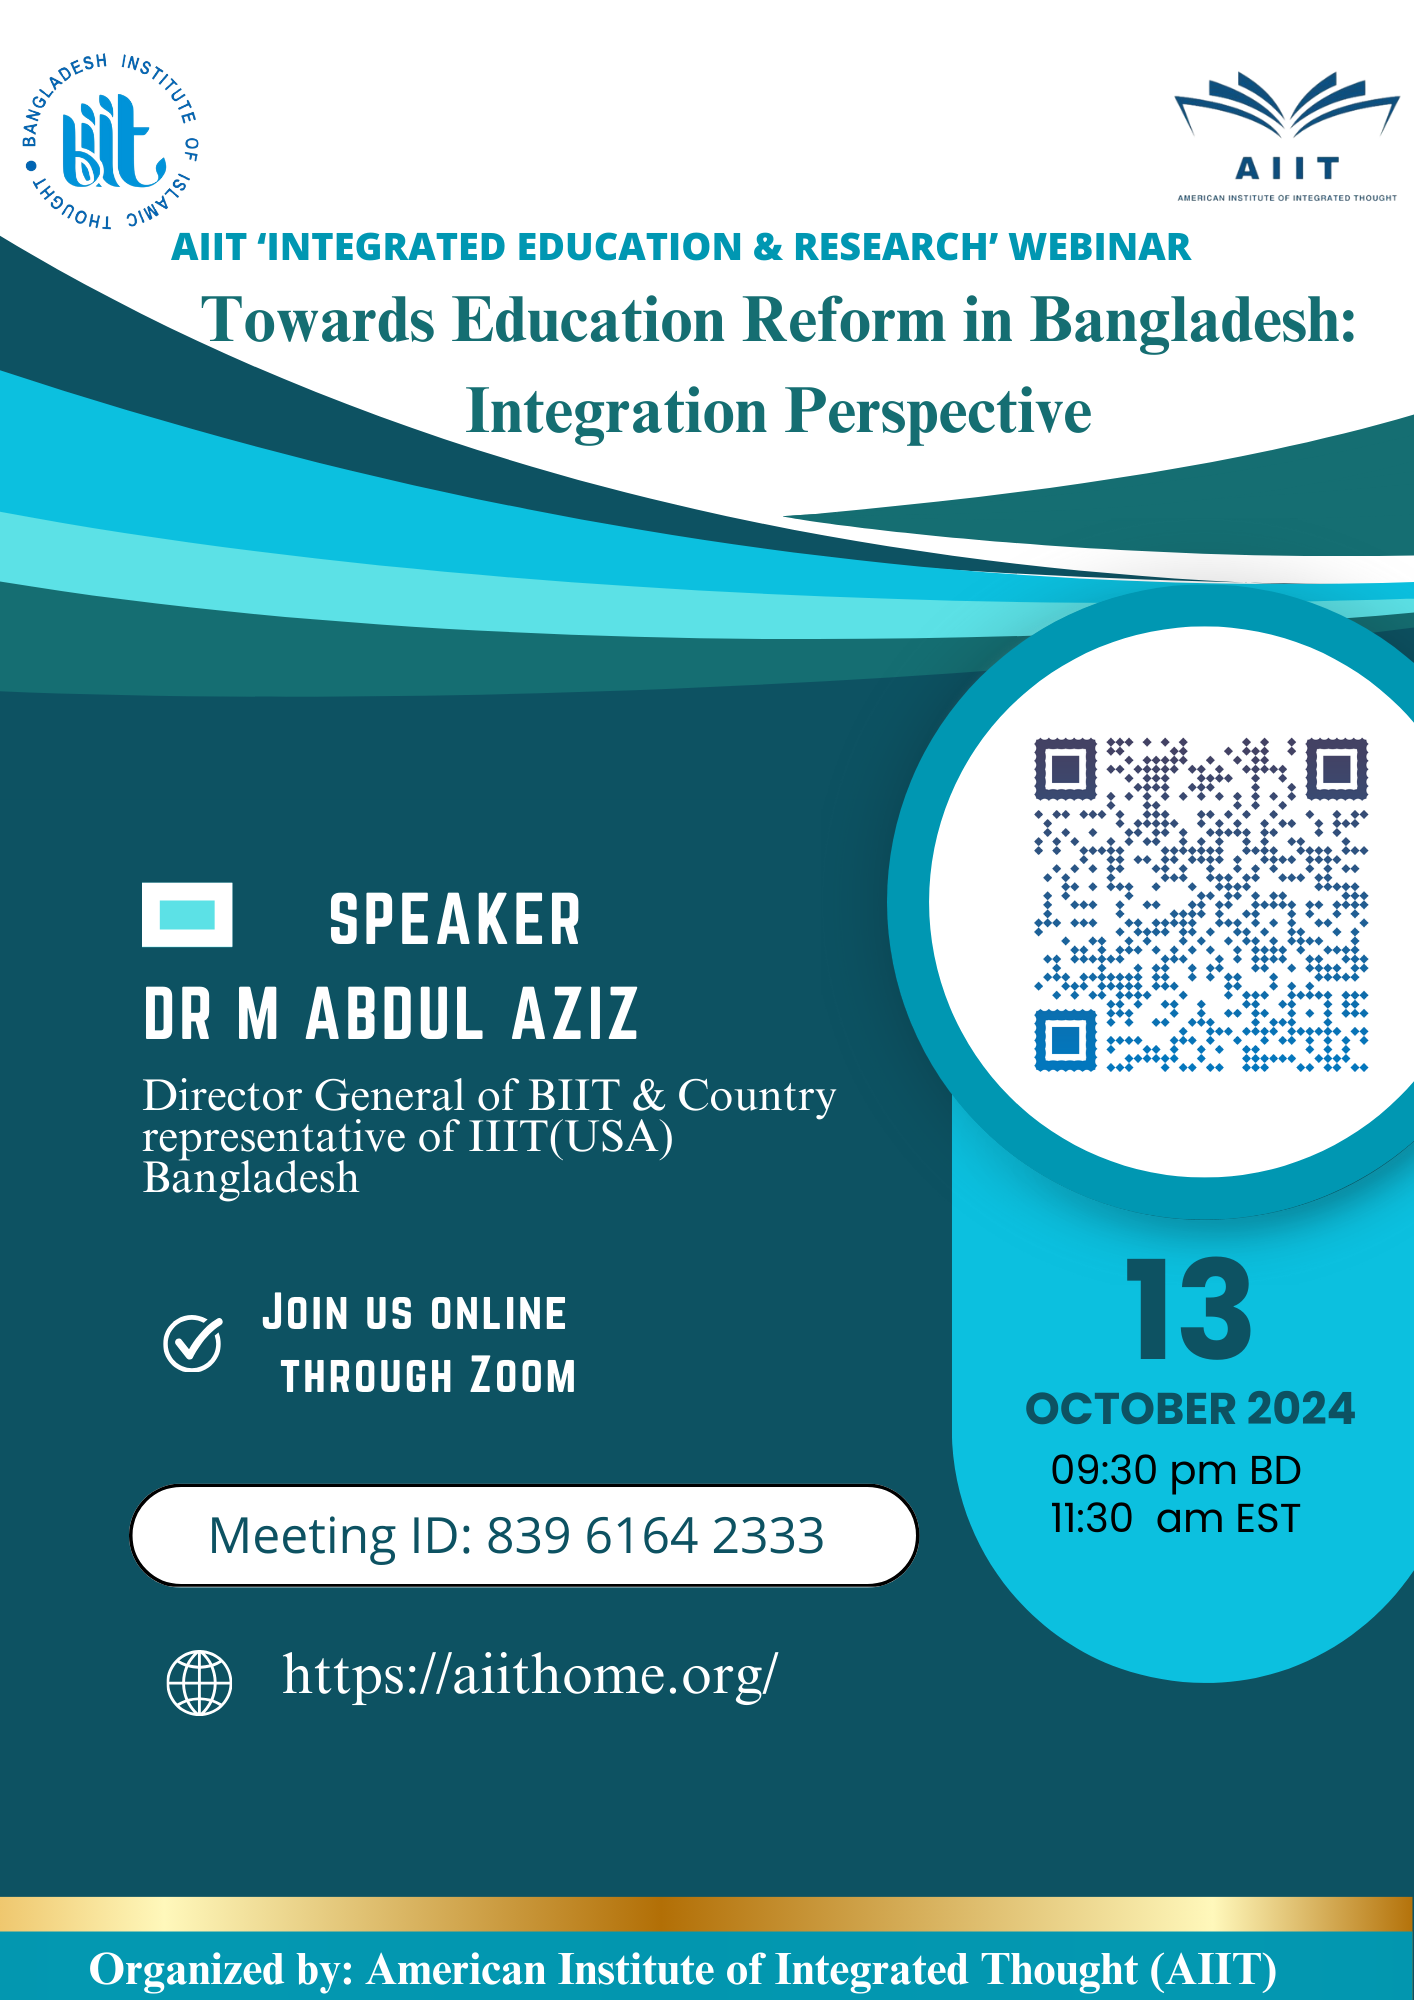 BANGLADESH INSTITUTE OF ISLAMIC THOUGHT
biit
AIIT
AMERICAN INSTITUTE OF INTEGRATED THOUGHT
AIIT ‘INTEGRATED EDUCATION & RESEARCH’ WEBINAR
Towards Education Reform in Bangladesh:
Integration Perspective
SPEAKER
DR M ABDUL AZIZ
Director General of BIIT & Country
representative of IIIT(USA)
Bangladesh
Join us online
through Zoom
Meeting ID: 839 6164 2333
https://aiithome.org/
13
OCTOBER 2024
09:30 pm BD
11:30 am EST
Organized by: American Institute of Integrated Thought (AIIT)